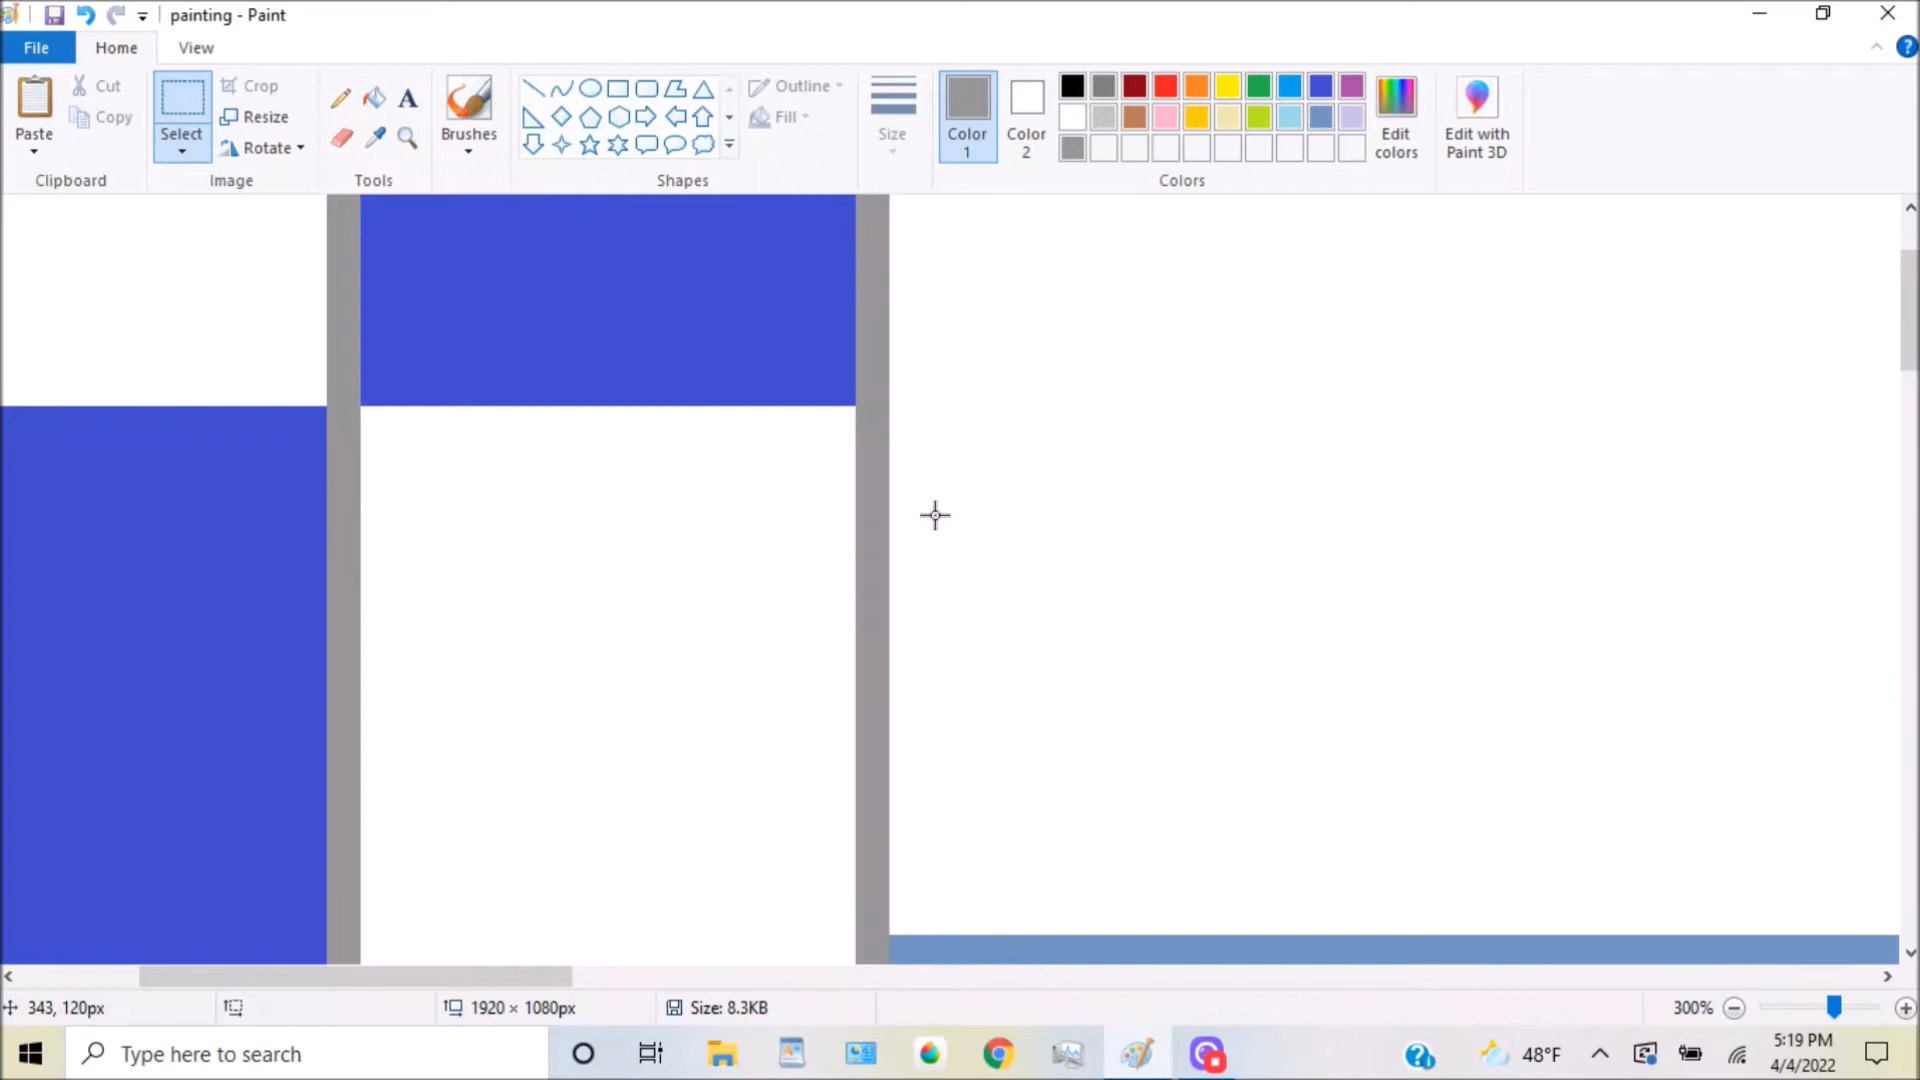 painting - Paint
File Home View
Paste
Cut
Copy
Clipboard
Select
Crop
Resize
Rotate
Image
A
Tools
Brushes
Shapes
Outline
Fill
Size
Color 1
Color 2
Edit colors
Edit with Paint 3D
Colors
343, 120px
1920 × 1080px
Size: 8.3KB
300%
Type here to search
48°F
5:19 PM
4/4/2022